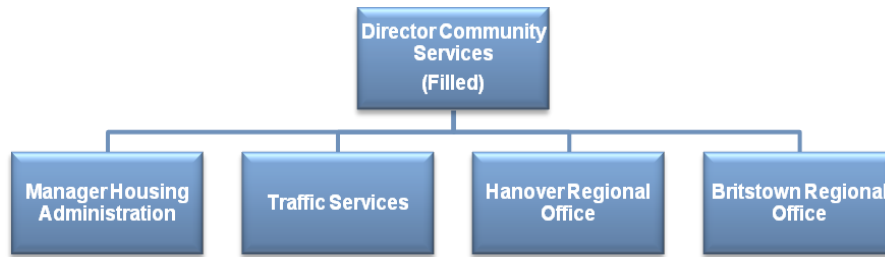 Director Community
Services
(Filled)
Manager Housing
Administration
Traffic Services
Hanover Regional
Office
Britstown Regional
Office